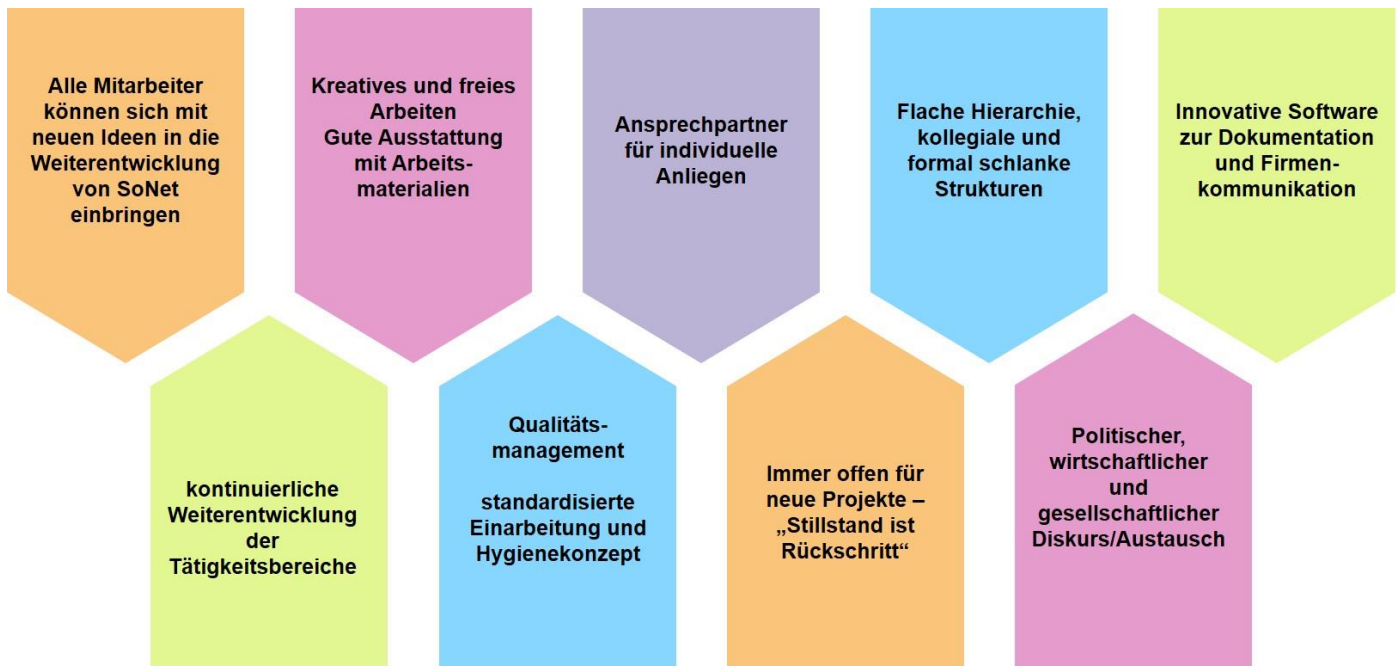 Alle Mitarbeiter
können sich mit
neuen Ideen in die
Weiterentwicklung
von SoNet
einbringen
Kreatives und freies
Arbeiten
Gute Ausstattung
mit Arbeits-
materialien
Ansprechpartner
für individuelle
Anliegen
Flache Hierarchie,
kollegiale und
formal schlanke
Strukturen
Innovative Software
zur Dokumentation
und Firmen-
kommunikation
kontinuierliche
Weiterentwicklung
der
Tätigkeitsbereiche
Qualitäts-
management
standardisierte
Einarbeitung und
Hygienekonzept
Immer offen für
neue Projekte –
„Stillstand ist
Rückschritt“
Politischer,
wirtschaftlicher
und
gesellschaftlicher
Diskurs/Austausch